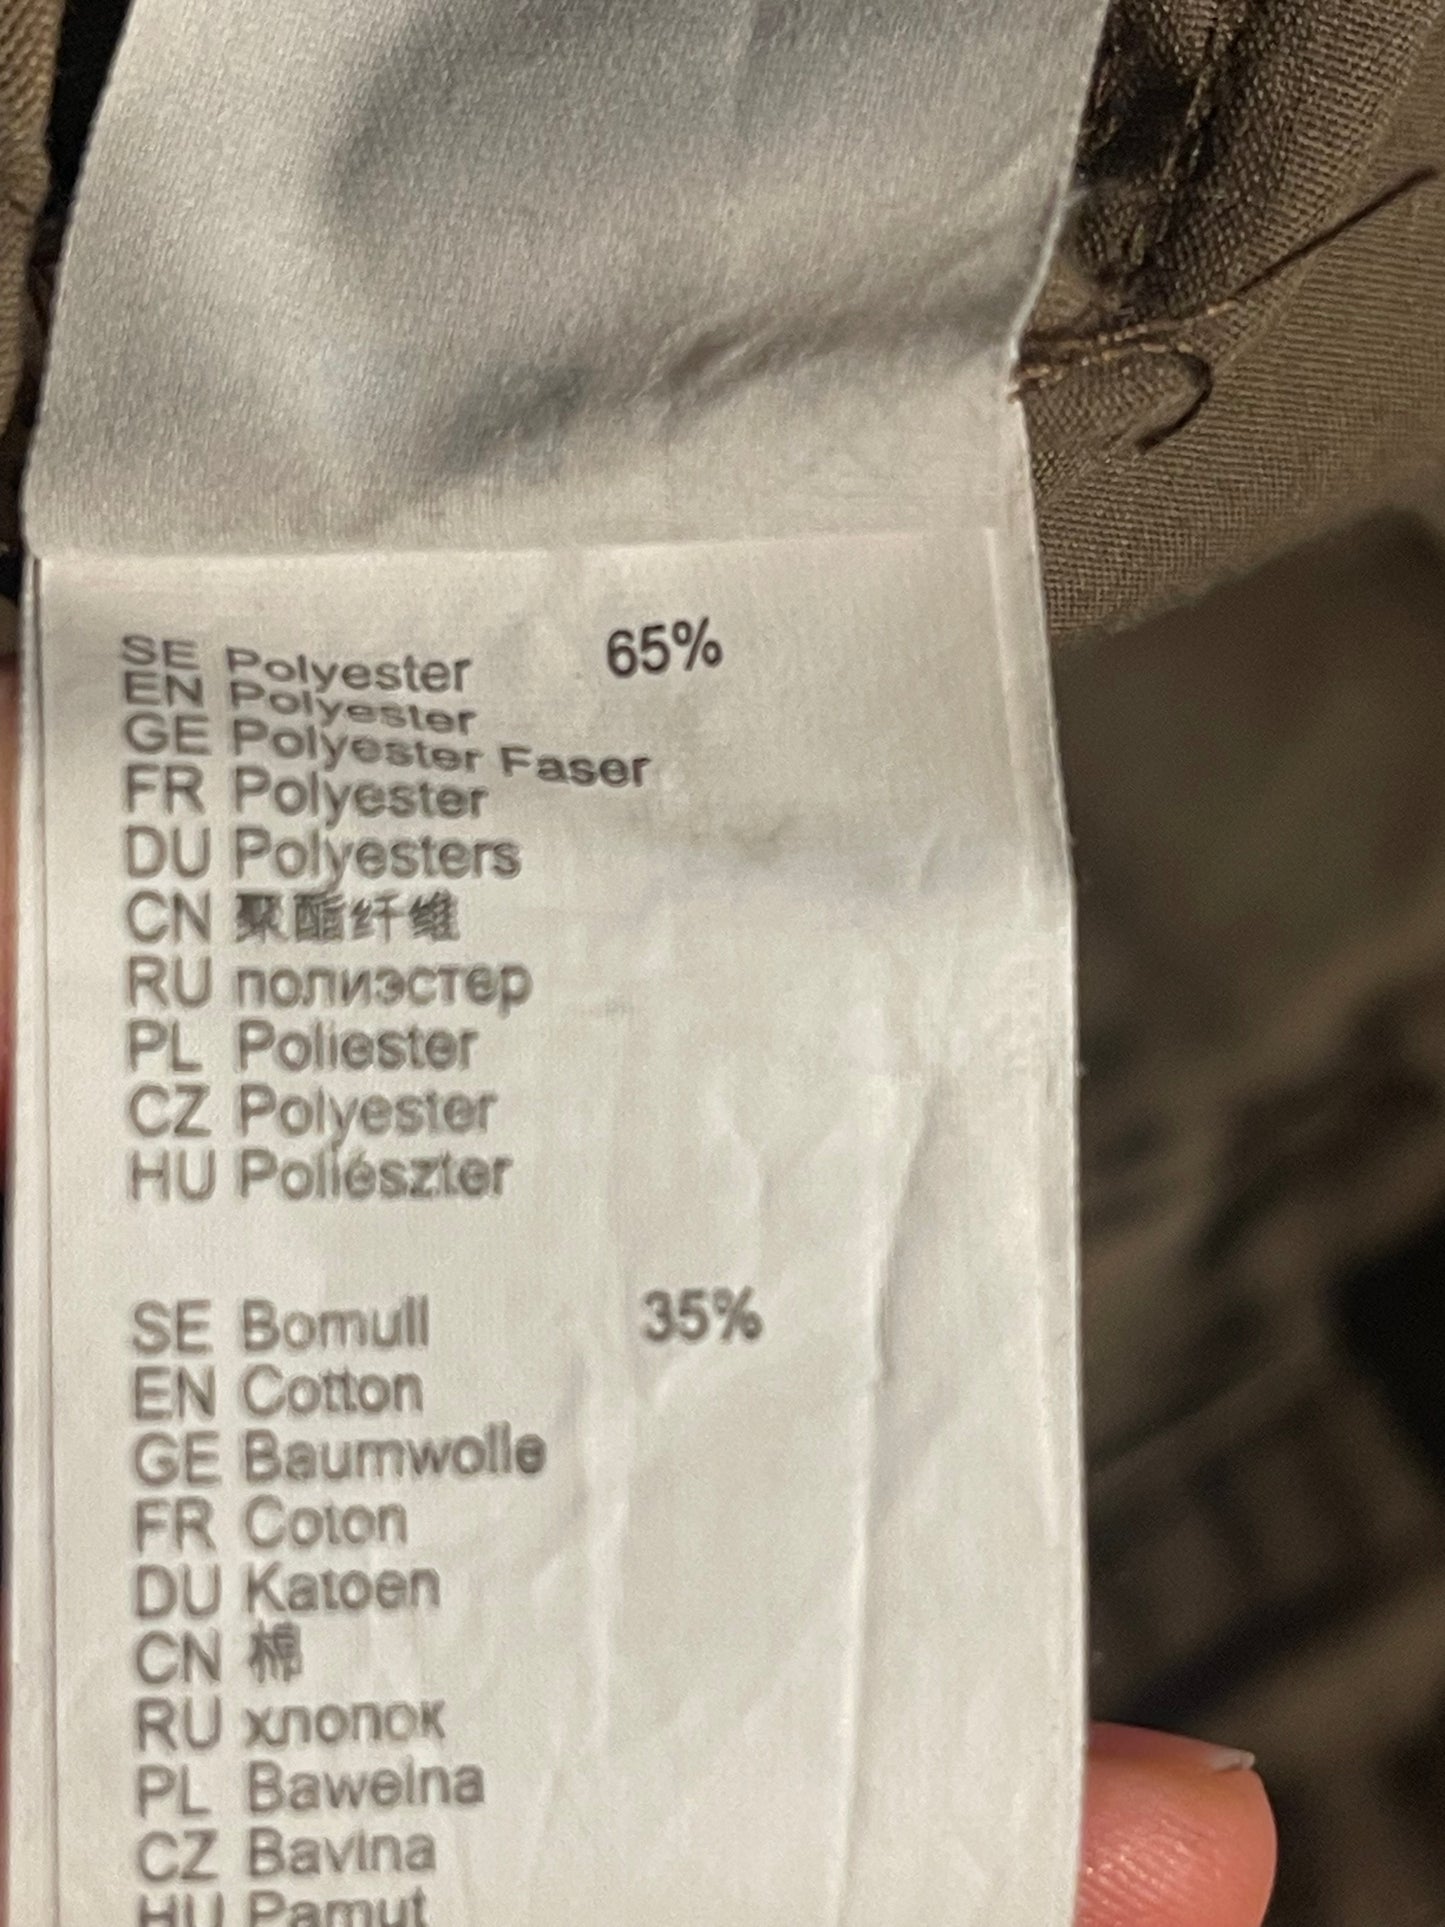 SE Polyester 65%
EN Polyester
GE Polyester Faser
FR Polyester
DU Polyesters
CN 聚酯纤维
RU полиэстер
PL Poliester
CZ Polyester
HU Poliészter
SE Bomull 35%
EN Cotton
GE Baumwolle
FR Coton
DU Katoen
CN 棉
RU хлопок
PL Bawelna
CZ Bavlna
HU Pamut